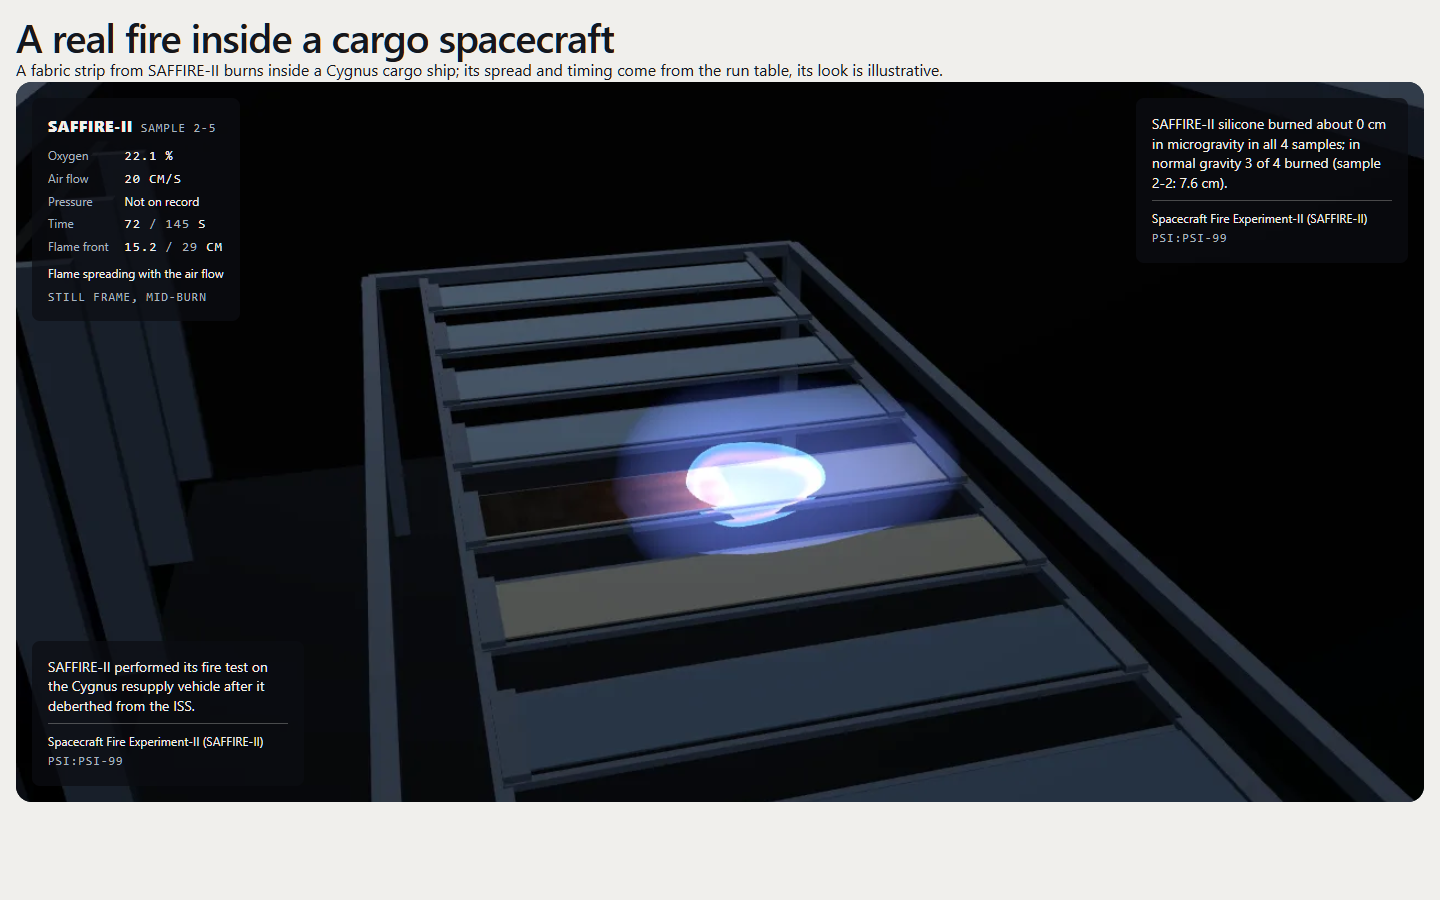 A real fire inside a cargo spacecraft
A fabric strip from SAFFIRE-II burns inside a Cygnus cargo ship; its spread and timing come from the run table, its look is illustrative.
SAFFIRE-II SAMPLE 2-5
Oxygen 22.1 %
Air flow 20 CM/S
Pressure Not on record
Time 72 / 145 S
Flame front 15.2 / 29 CM
Flame spreading with the air flow
STILL FRAME, MID-BURN
SAFFIRE-II silicone burned about 0 cm
in microgravity in all 4 samples; in
normal gravity 3 of 4 burned (sample
2-2: 7.6 cm).
Spacecraft Fire Experiment-II (SAFFIRE-II)
PSI:PSI-99
SAFFIRE-II performed its fire test on
the Cygnus resupply vehicle after it
deberthed from the ISS.
Spacecraft Fire Experiment-II (SAFFIRE-II)
PSI:PSI-99